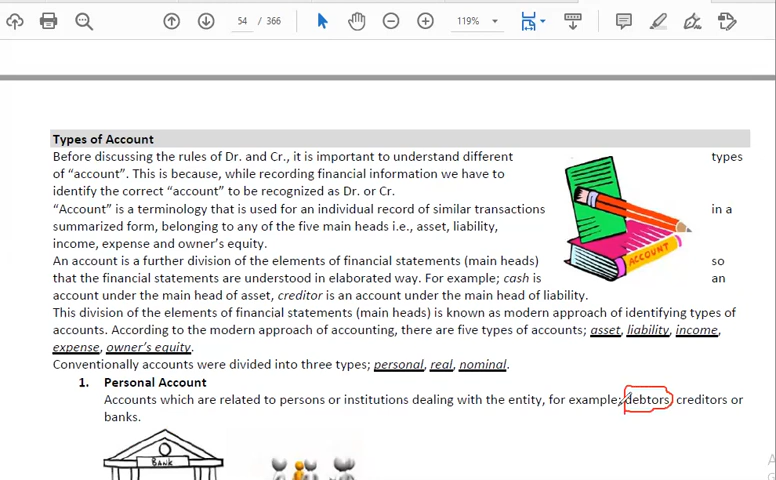 54 / 366
119%
Types of Account
Before discussing the rules of Dr. and Cr., it is important to understand different types
of “account”. This is because, while recording financial information we have to
identify the correct “account” to be recognized as Dr. or Cr.
“Account” is a terminology that is used for an individual record of similar transactions in a
summarized form, belonging to any of the five main heads i.e., asset, liability,
income, expense and owner’s equity.
An account is a further division of the elements of financial statements (main heads) so
that the financial statements are understood in elaborated way. For example; cash is an
account under the main head of asset, creditor is an account under the main head of liability.
This division of the elements of financial statements (main heads) is known as modern approach of identifying types of
accounts. According to the modern approach of accounting, there are five types of accounts; asset, liability, income,
expense, owner’s equity.
Conventionally accounts were divided into three types; personal, real, nominal.
1. Personal Account
Accounts which are related to persons or institutions dealing with the entity, for example; debtors, creditors or
banks.
ACCOUNT
BANK